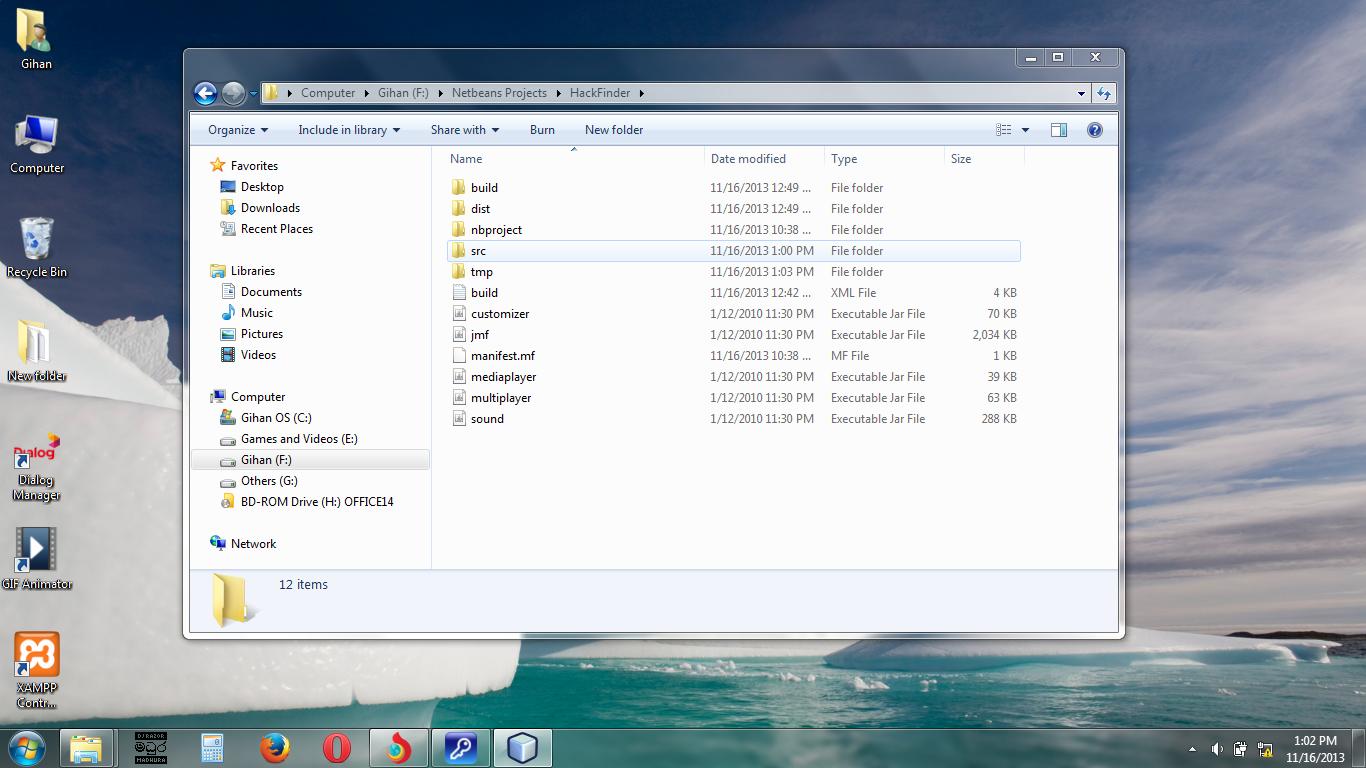 Gihan
Computer
Recycle Bin
New folder
Dialog
Dialog
Manager
GIF Animator
XAMPP
Contr...
Computer Gihan (F:) Netbeans Projects HackFinder
Organize Include in library Share with Burn New folder
Favorites
Desktop
Downloads
Recent Places
Libraries
Documents
Music
Pictures
Videos
Computer
Gihan OS (C:)
Games and Videos (E:)
Gihan (F:)
Others (G:)
BD-ROM Drive (H:) OFFICE14
Network
Name Date modified Type Size
build 11/16/2013 12:49 ... File folder
dist 11/16/2013 12:49 ... File folder
nbproject 11/16/2013 10:38 ... File folder
src 11/16/2013 1:00 PM File folder
tmp 11/16/2013 1:03 PM File folder
build 11/16/2013 12:42 ... XML File 4 KB
customizer 1/12/2010 11:30 PM Executable Jar File 70 KB
jmf 1/12/2010 11:30 PM Executable Jar File 2,034 KB
manifest.mf 11/16/2013 10:38 ... MF File 1 KB
mediaplayer 1/12/2010 11:30 PM Executable Jar File 39 KB
multiplayer 1/12/2010 11:30 PM Executable Jar File 63 KB
sound 1/12/2010 11:30 PM Executable Jar File 288 KB
12 items
DJ RAZOR
MADHURA
1:02 PM
11/16/2013